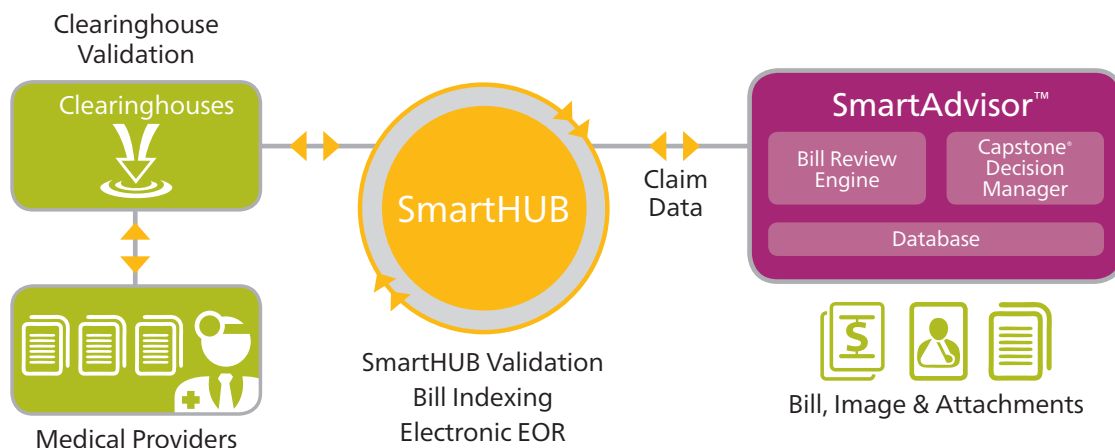 Clearinghouse
Validation
Clearinghouses
Medical Providers
SmartHUB
SmartHUB Validation
Bill Indexing
Electronic EOR
Claim
Data
SmartAdvisor™
Bill Review
Engine
Capstone®
Decision
Manager
Database
$
Bill, Image & Attachments